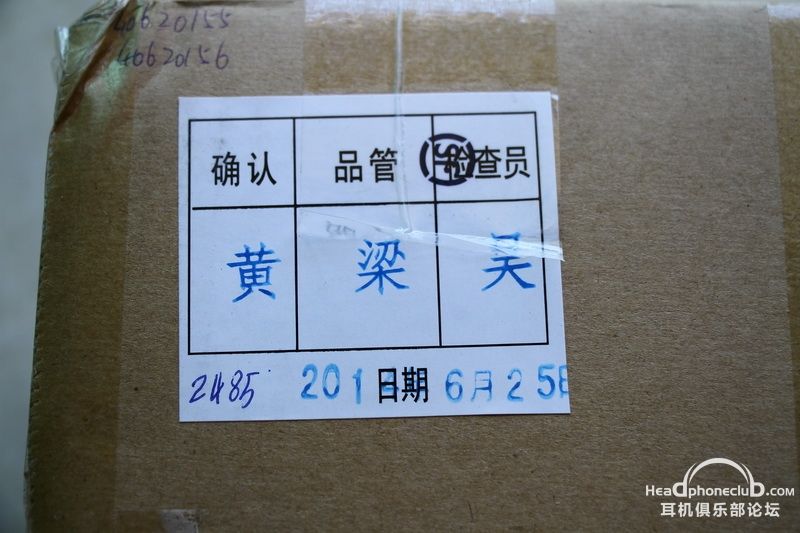 40620155
40620156
确认 品管 检查员
黄 梁 吴
2485 201 日期 6月25日
HeadphoneclUb.com
耳机俱乐部论坛